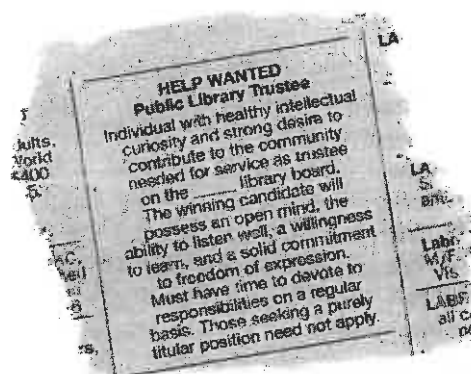 HELP WANTED
Public Library Trustee
Individual with healthy intellectual
curiosity and strong desire to
contribute to the community
needed for service as trustee
on the ______ library board.
The winning candidate will
possess an open mind, the
ability to listen well, a willingness
to learn, and a solid commitment
to freedom of expression.
Must have time to devote to
responsibilities on a regular
basis. Those seeking a purely
titular position need not apply.
LA